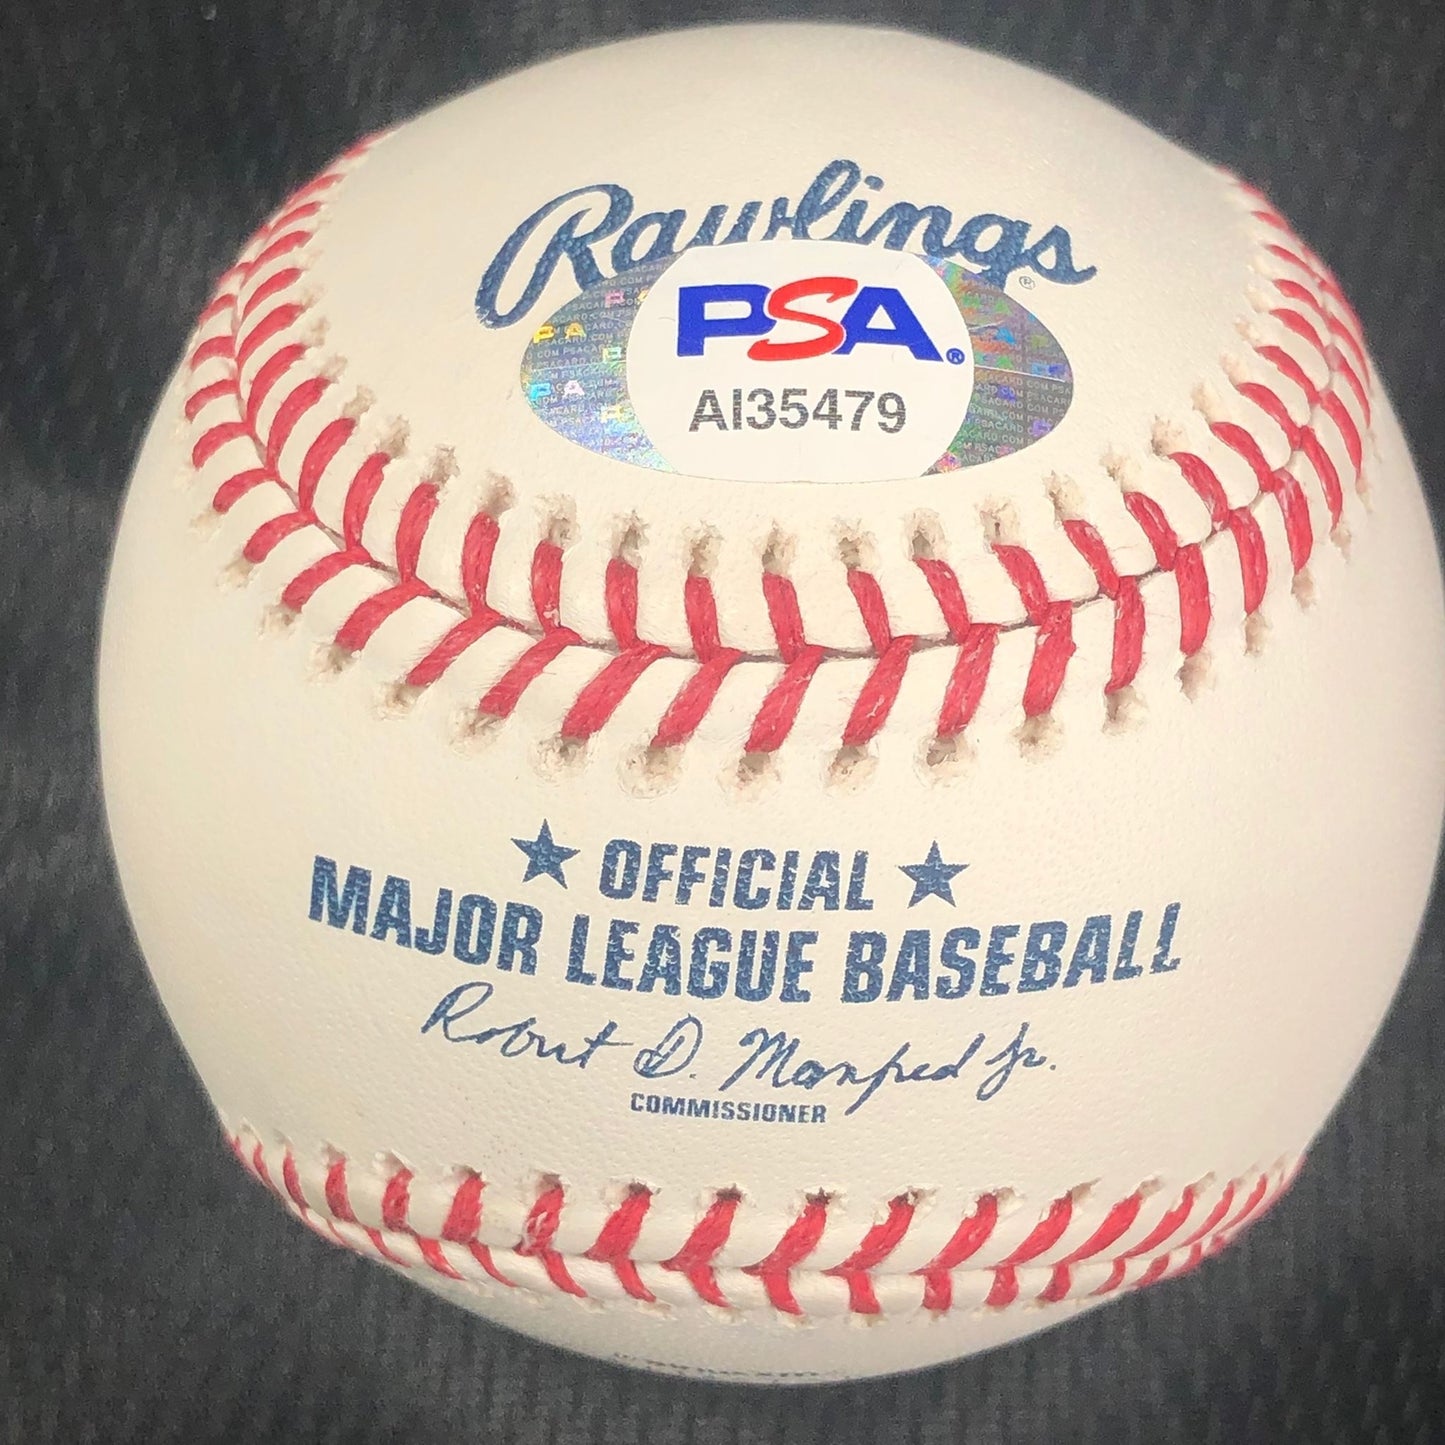 Rawlings
®
PSA®
AI35479
OFFICIAL
MAJOR LEAGUE BASEBALL
Robert D. Manfred Jr.
COMMISSIONER